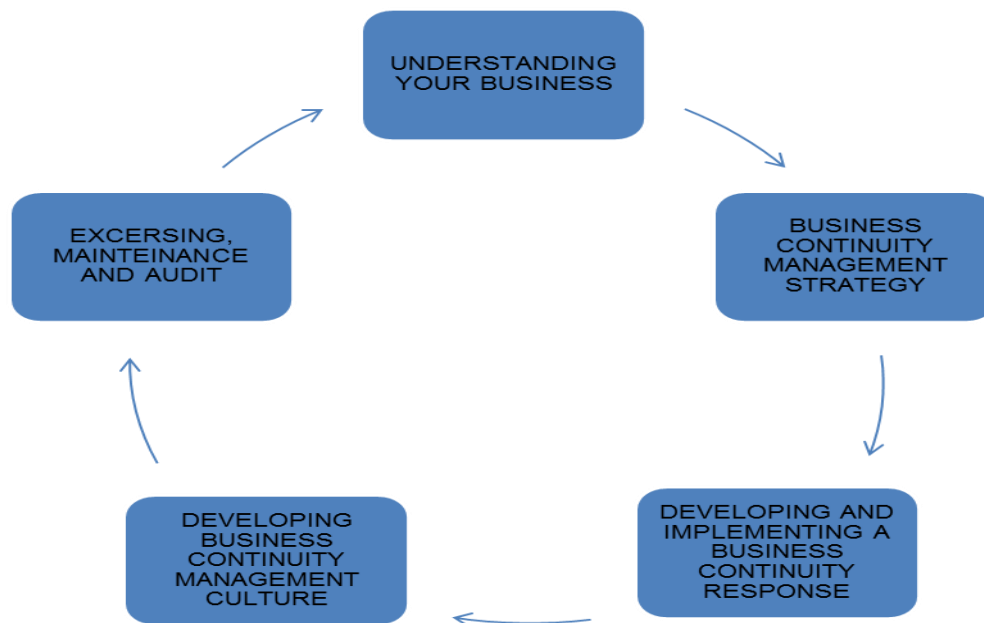 UNDERSTANDING
YOUR BUSINESS
BUSINESS
CONTINUITY
MANAGEMENT
STRATEGY
DEVELOPING AND
IMPLEMENTING A
BUSINESS
CONTINUITY
RESPONSE
DEVELOPING
BUSINESS
CONTINUITY
MANAGEMENT
CULTURE
EXCERSING,
MAINTEINANCE
AND AUDIT